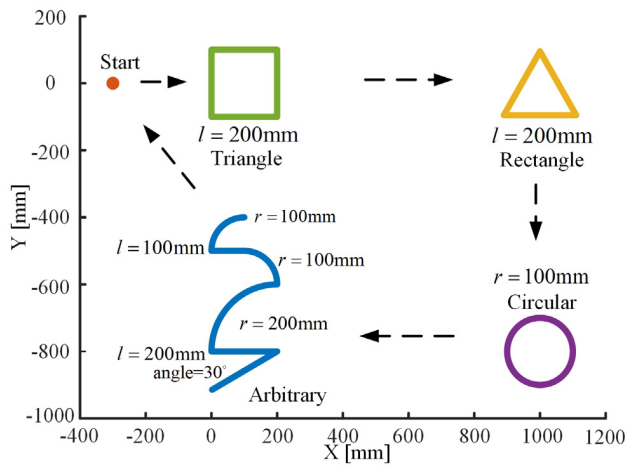 200
0
-200
-400
-600
-800
-1000
Y [mm]
Start
l = 200mm
Triangle
l = 200mm
Rectangle
r = 100mm
l = 100mm
r = 100mm
r = 100mm
Circular
r = 200mm
l = 200mm
angle=30°
Arbitrary
-400
-200
0
200
400
600
800
1000
1200
X [mm]